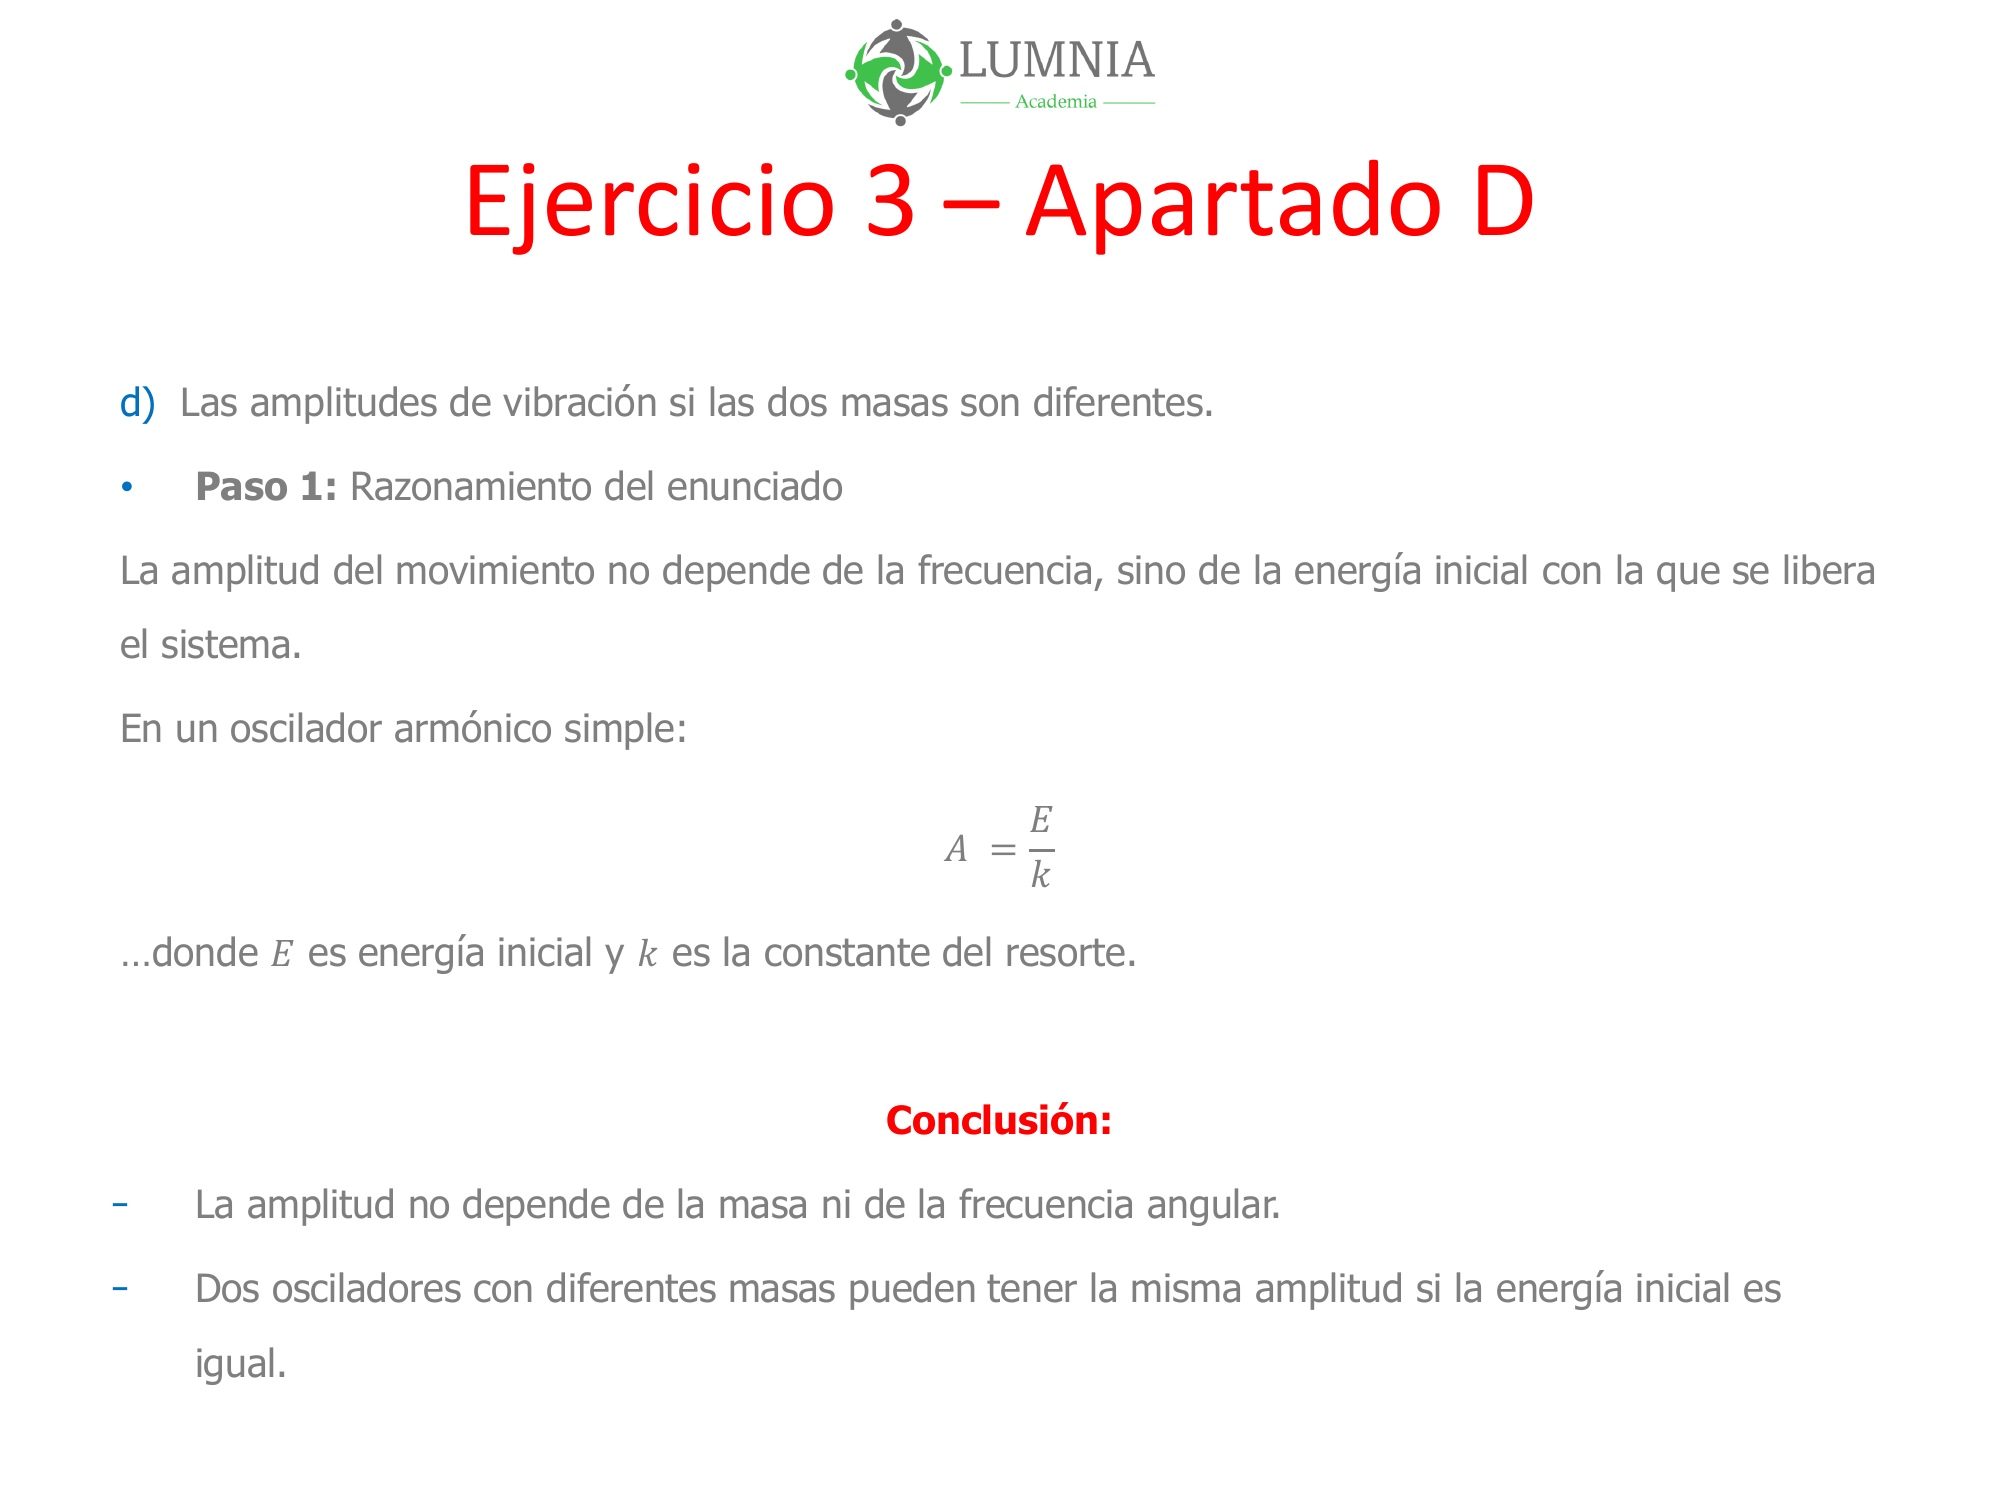 LUMNIA
Academia
Ejercicio 3 – Apartado D
d) Las amplitudes de vibración si las dos masas son diferentes.
• Paso 1: Razonamiento del enunciado
La amplitud del movimiento no depende de la frecuencia, sino de la energía inicial con la que se libera
el sistema.
En un oscilador armónico simple:
A = E/k
...donde E es energía inicial y k es la constante del resorte.
Conclusión:
- La amplitud no depende de la masa ni de la frecuencia angular.
- Dos osciladores con diferentes masas pueden tener la misma amplitud si la energía inicial es
igual.